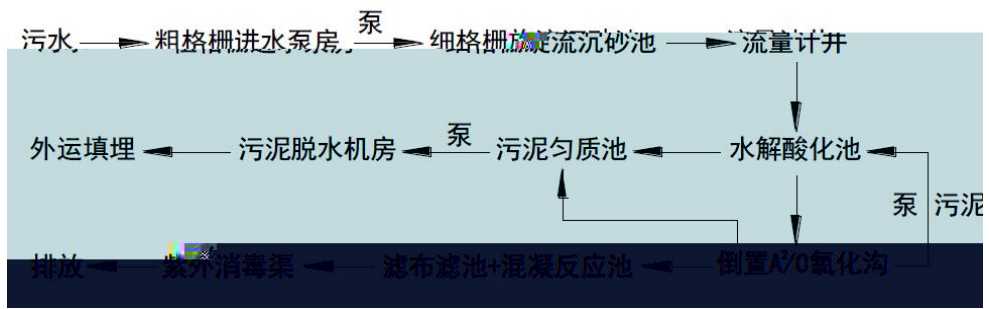 污水 粗格栅进水泵房 泵 细格栅旋流沉砂池 流量计井
外运填埋 污泥脱水机房 泵 污泥匀质池 水解酸化池
泵 污泥
排放 紫外消毒渠 滤布滤池+混凝反应池 倒置A²/O氧化沟